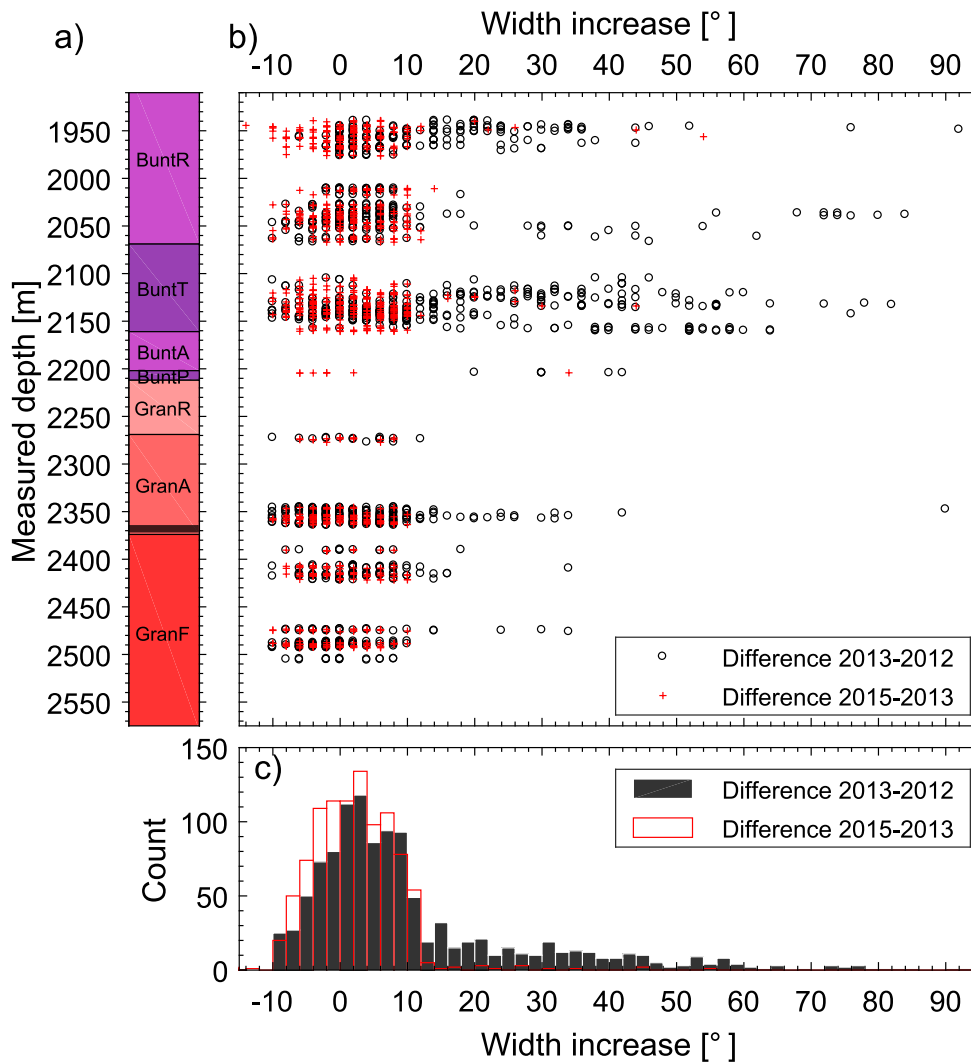 a)
b)
Width increase [°]
-10 0 10 20 30 40 50 60 70 80 90
Measured depth [m]
1950
2000
2050
2100
2150
2200
2250
2300
2350
2400
2450
2500
2550
BuntR
BuntT
BuntA
BuntP
GranR
GranA
GranF
Difference 2013-2012
Difference 2015-2013
c)
Count
150
100
50
0
Difference 2013-2012
Difference 2015-2013
-10 0 10 20 30 40 50 60 70 80 90
Width increase [°]